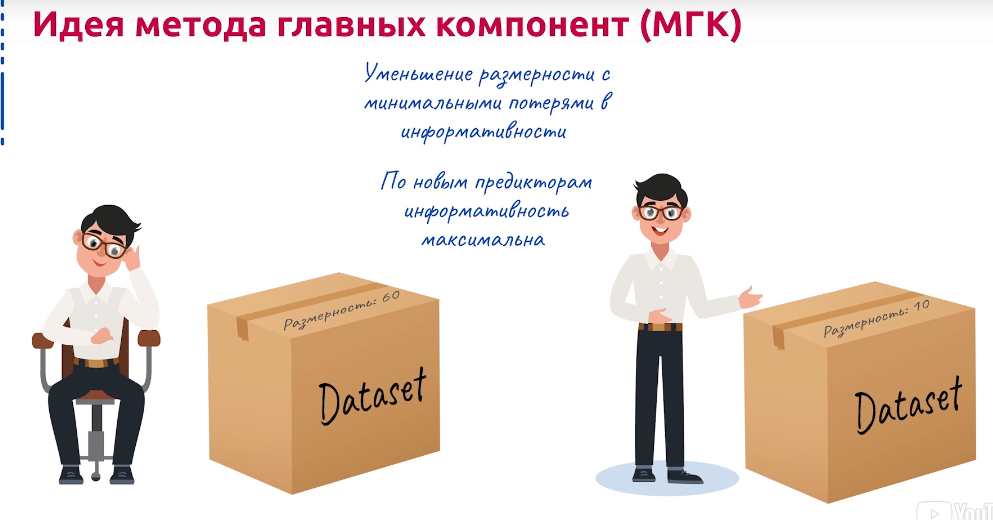 Идея метода главных компонент (МГК)
Уменьшение размерности с
минимальными потерями в
информативности
По новым предикторам
информативность
максимальна
Размерность: 60
Dataset
Размерность: 10
Dataset